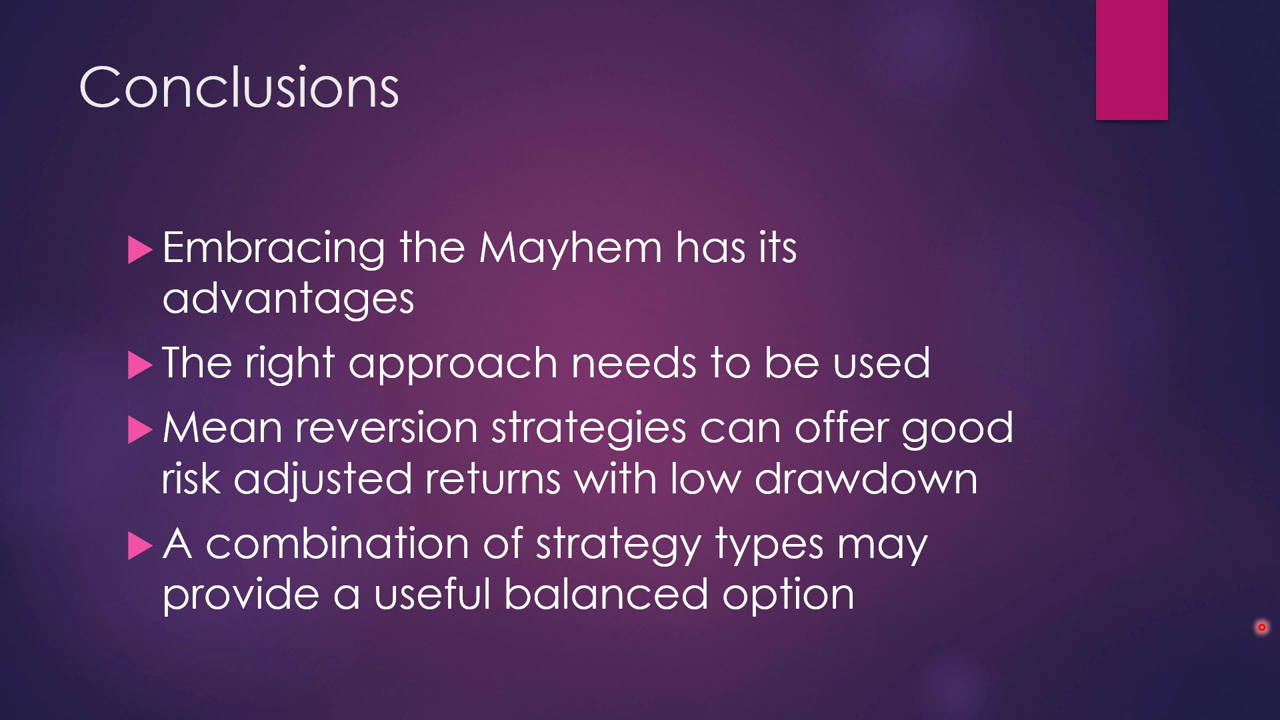 Conclusions
Embracing the Mayhem has its
advantages
The right approach needs to be used
Mean reversion strategies can offer good
risk adjusted returns with low drawdown
A combination of strategy types may
provide a useful balanced option